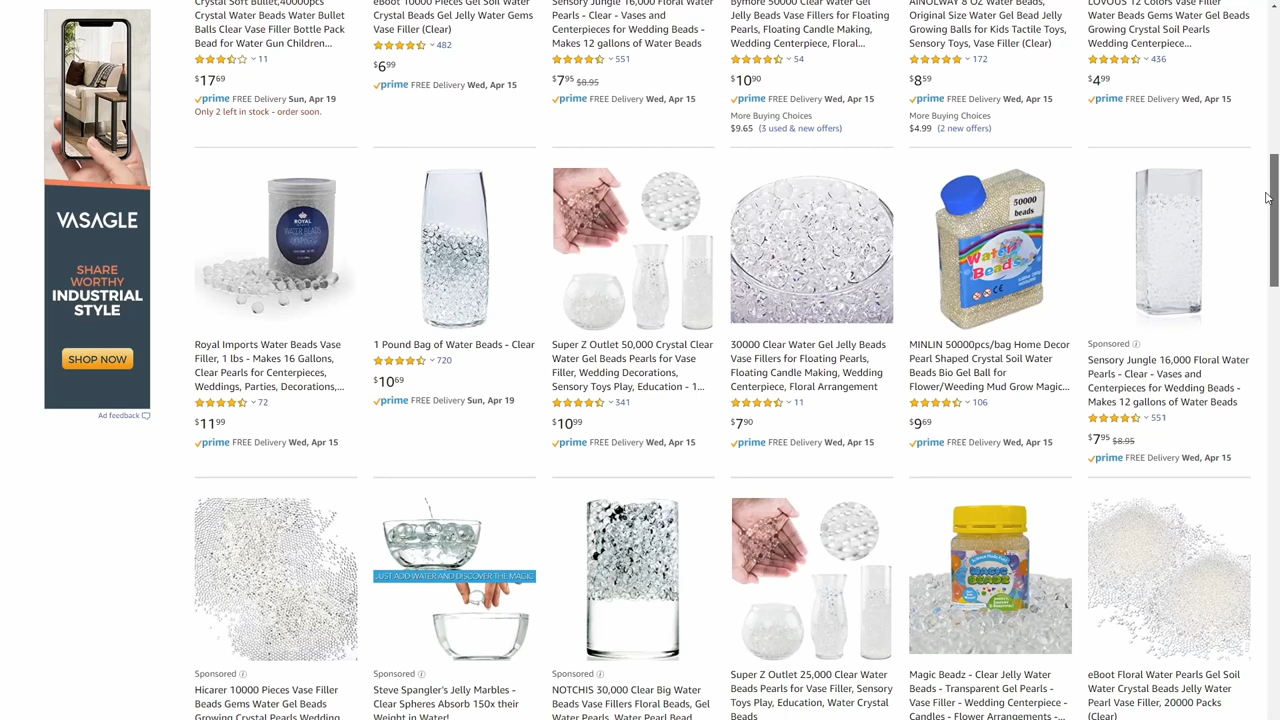 Crystal Soft Bullet,40000pcs
Crystal Water Beads Water Bullet
Balls Clear Vase Filler Bottle Pack
Bead for Water Gun Children...
11
$1769
prime FREE Delivery Sun, Apr 19
Only 2 left in stock - order soon.
eBoot 10000 Pieces Gel Soil Water
Crystal Beads Gel Jelly Water Gems
Vase Filler (Clear)
482
$6.99
prime FREE Delivery Wed, Apr 15
Sensory Jungle 16,000 Floral Water
Pearls - Clear - Vases and
Centerpieces for Wedding Beads -
Makes 12 gallons of Water Beads
551
$7.95 $8.95
prime FREE Delivery Wed, Apr 15
Bymore 50000 Clear Water Gel
Jelly Beads Vase Fillers for Floating
Pearls, Floating Candle Making,
Wedding Centerpiece, Floral...
54
$10.90
prime FREE Delivery Wed, Apr 15
More Buying Choices
$9.65 (3 used & new offers)
AINOLWAY 8 OZ Water Beads,
Original Size Water Gel Bead Jelly
Growing Balls for Kids Tactile Toys,
Sensory Toys, Vase Filler (Clear)
172
$8.59
prime FREE Delivery Wed, Apr 15
More Buying Choices
$4.99 (2 new offers)
LOVOUS 12 Colors Vase Filler
Beads Gems Water Gel Beads
Growing Crystal Soil Pearls
Wedding Centerpiece...
436
$4.99
prime FREE Delivery Wed, Apr 15
VASAGLE
SHARE
WORTHY
INDUSTRIAL
STYLE
SHOP NOW
Ad feedback
ROYAL
WATER BEADS
Royal Imports Water Beads Vase
Filler, 1 lbs - Makes 16 Gallons,
Clear Pearls for Centerpieces,
Weddings, Parties, Decorations,...
72
$11.99
prime FREE Delivery Wed, Apr 15
1 Pound Bag of Water Beads - Clear
720
$10.69
prime FREE Delivery Sun, Apr 19
Super Z Outlet 50,000 Crystal Clear
Water Gel Beads Pearls for Vase
Filler, Wedding Decorations,
Sensory Toys Play, Education - 1...
341
$10.99
prime FREE Delivery Wed, Apr 15
30000 Clear Water Gel Jelly Beads
Vase Fillers for Floating Pearls,
Floating Candle Making, Wedding
Centerpiece, Floral Arrangement
11
$7.90
prime FREE Delivery Wed, Apr 15
50000
beads
Water
Beads
MINLIN 50000pcs/bag Home Decor
Pearl Shaped Crystal Soil Water
Beads Bio Gel Ball for
Flower/Weeding Mud Grow Magic...
106
$9.69
prime FREE Delivery Wed, Apr 15
Sponsored
Sensory Jungle 16,000 Floral Water
Pearls - Clear - Vases and
Centerpieces for Wedding Beads -
Makes 12 gallons of Water Beads
551
$7.95 $8.95
prime FREE Delivery Wed, Apr 15
Sponsored
Hicarer 10000 Pieces Vase Filler
Beads Gems Water Gel Beads
Growing Crystal Pearls Wedding
JUST ADD WATER AND DISCOVER THE MAGIC
Sponsored
Steve Spangler's Jelly Marbles -
Clear Spheres Absorb 150x their
Weight in Water!
Sponsored
NOTCHIS 30,000 Clear Big Water
Beads Vase Fillers Floral Beads, Gel
Water Pearls, Water Pearl Bead
Super Z Outlet 25,000 Clear Water
Beads Pearls for Vase Filler, Sensory
Toys Play, Education, Water Crystal
Beads
MAGIC
BEADZ
Magic Beadz - Clear Jelly Water
Beads - Transparent Gel Pearls -
Vase Filler - Wedding Centerpiece -
Candles - Flower Arrangements -...
eBoot Floral Water Pearls Gel Soil
Water Crystal Beads Jelly Water
Pearl Vase Filler, 20000 Packs
(Clear)